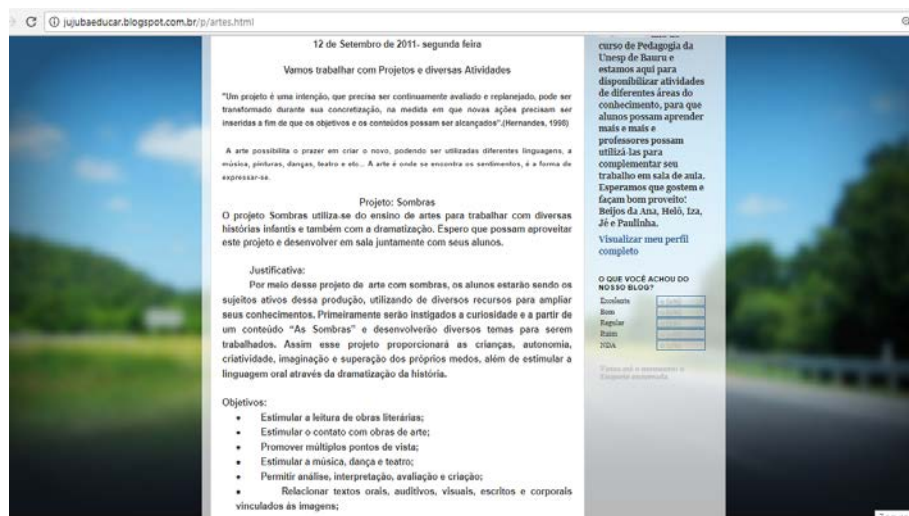 jujubaeducar.blogspot.com.br/p/artes.html
12 de Setembro de 2011- segunda feira
Vamos trabalhar com Projetos e diversas Atividades
"Um projeto é uma intenção, que precisa ser continuamente avaliado e replanejado, pode ser
transformado durante sua concretização, na medida em que novas ações precisam ser
inseridas a fim de que os objetivos e os conteúdos possam ser alcançados".(Hernandes, 1998)
A arte possibilita o prazer em criar o novo, podendo ser utilizadas diferentes linguagens, a
música, pinturas, danças, teatro e etc... A arte é onde se encontra os sentimentos, é a forma de
expressar-se.
Projeto: Sombras
O projeto Sombras utiliza-se do ensino de artes para trabalhar com diversas
histórias infantis e também com a dramatização. Espero que possam aproveitar
este projeto e desenvolver em sala juntamente com seus alunos.
Justificativa:
Por meio desse projeto de arte com sombras, os alunos estarão sendo os
sujeitos ativos dessa produção, utilizando de diversos recursos para ampliar
seus conhecimentos. Primeiramente serão instigados a curiosidade e a partir de
um conteúdo “As Sombras” e desenvolverão diversos temas para serem
trabalhados. Assim esse projeto proporcionará as crianças, autonomia,
criatividade, imaginação e superação dos próprios medos, além de estimular a
linguagem oral através da dramatização da história.
Objetivos:
• Estimular a leitura de obras literárias;
• Estimular o contato com obras de arte;
• Promover múltiplos pontos de vista;
• Estimular a música, dança e teatro;
• Permitir análise, interpretação, avaliação e criação;
• Relacionar textos orais, auditivos, visuais, escritos e corporais
vinculados às imagens;
curso de Pedagogia da
Unesp de Bauru e
estamos aqui para
disponibilizar atividades
de diferentes áreas do
conhecimento, para que
alunos possam aprender
mais e mais e
professores possam
utilizá-las para
complementar seu
trabalho em sala de aula.
Esperamos que gostem e
façam bom proveito!
Beijos da Ana, Helô, Iza,
Jé e Paulinha.
Visualizar meu perfil
completo
O QUE VOCÊ ACHOU DO
NOSSO BLOG?
Excelente
Bom
Regular
Ruim
NDA